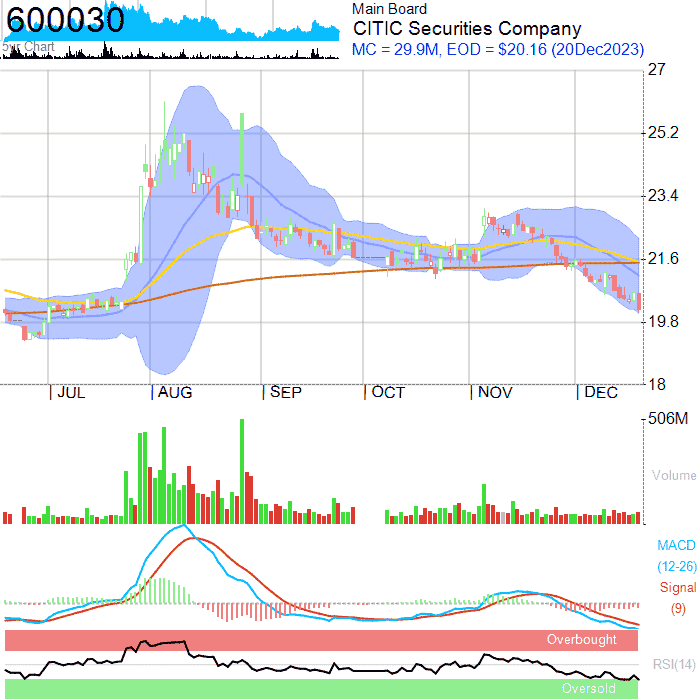 600030
5yr Chart
Main Board
CITIC Securities Company
MC = 29.9M, EOD = $20.16 (20Dec2023)
27
25.2
23.4
21.6
19.8
18
| JUL | AUG | SEP | OCT | NOV | DEC
506M
Volume
MACD
(12-26)
Signal
(9)
Overbought
RSI(14)
Oversold